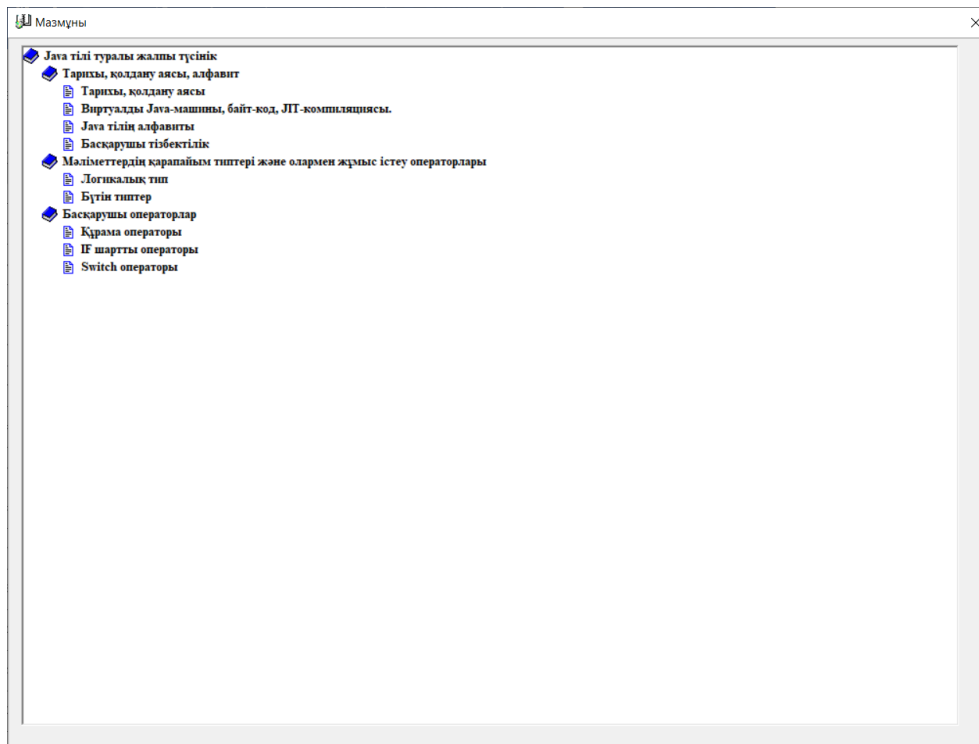 Мазмұны
Java тілі туралы жалпы түсінік
Тарихы, қолдану аясы, алфавит
Тарихы, қолдану аясы
Виртуалды Java-машины, байт-код, JIT-компиляциясы.
Java тілің алфавиты
Басқарушы тізбектілік
Мәліметтердің қарапайым типтері және олармен жұмыс істеу операторлары
Логикалық тип
Бүтін типтер
Басқарушы операторлар
Құрама операторы
IF шартты операторы
Switch операторы